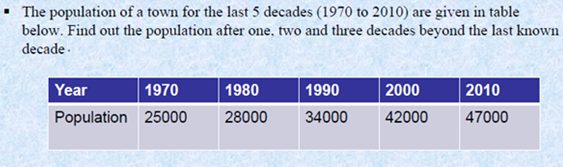 ▪ The population of a town for the last 5 decades (1970 to 2010) are given in table
below. Find out the population after one, two and three decades beyond the last known
decade.
Year 1970 1980 1990 2000 2010
Population 25000 28000 34000 42000 47000